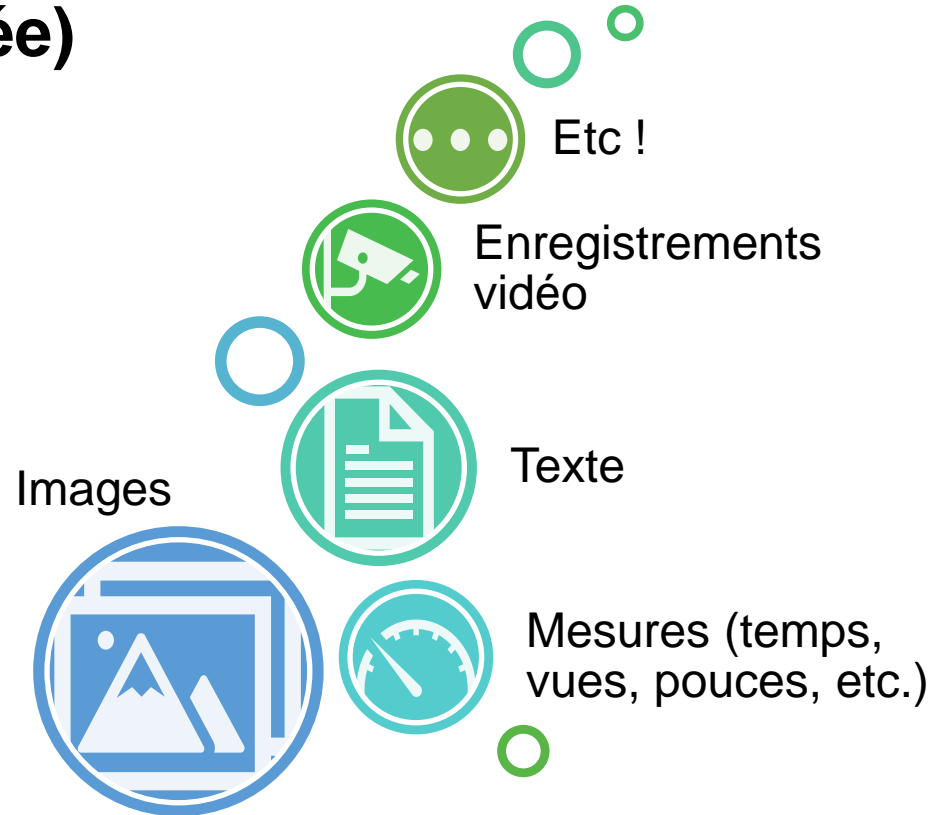 ée)
Etc !
Enregistrements
vidéo
Texte
Images
Mesures (temps,
vues, pouces, etc.)